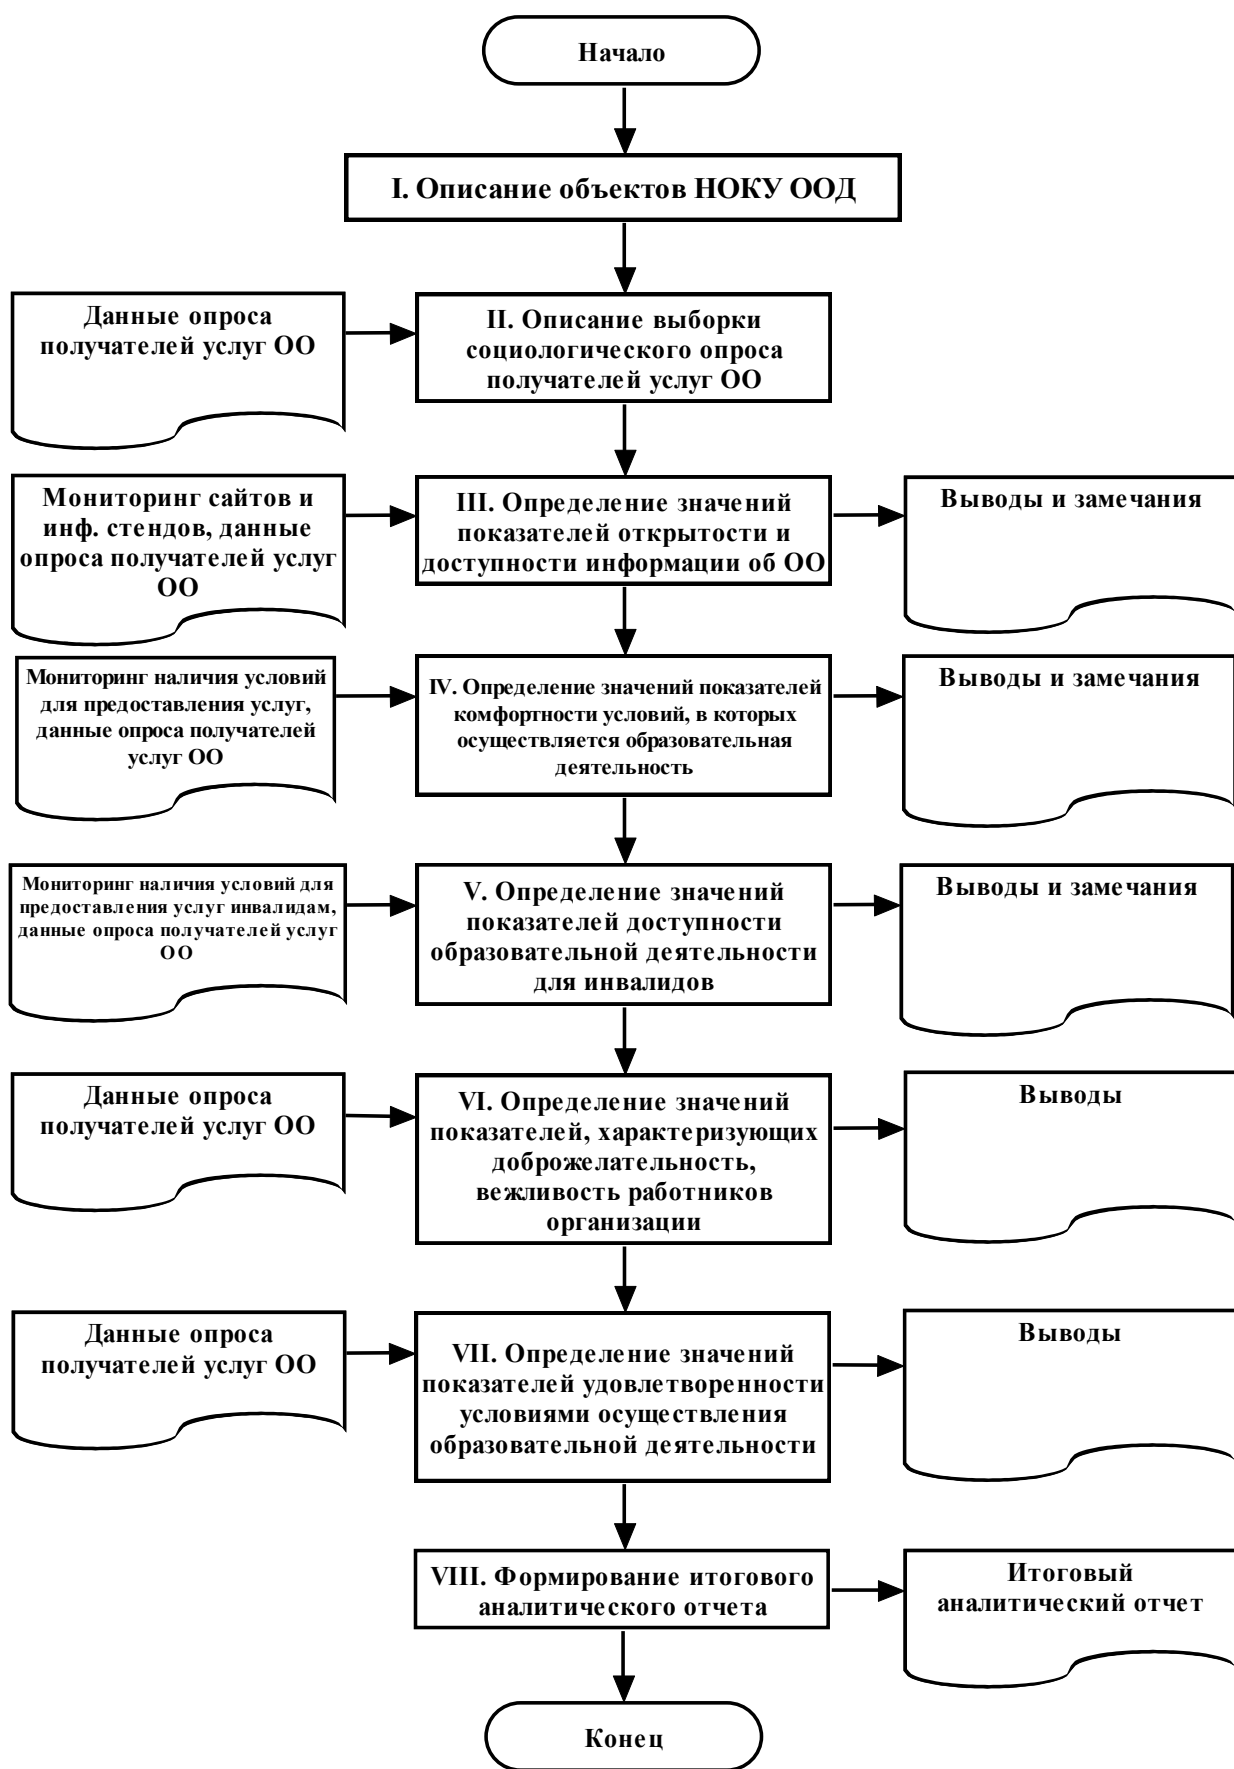 Начало
I. Описание объектов НОКУ ООД
Данные опроса
получателей услуг ОО
II. Описание выборки
социологического опроса
получателей услуг ОО
Мониторинг сайтов и
инф. стендов, данные
опроса получателей услуг
ОО
III. Определение значений
показателей открытости и
доступности информации об ОО
Выводы и замечания
Мониторинг наличия условий
для предоставления услуг,
данные опроса получателей
услуг ОО
IV. Определение значений показателей
комфортности условий, в которых
осуществляется образовательная
деятельность
Выводы и замечания
Мониторинг наличия условий для
предоставления услуг инвалидам,
данные опроса получателей услуг
ОО
V. Определение значений
показателей доступности
образовательной деятельности
для инвалидов
Выводы и замечания
Данные опроса
получателей услуг ОО
VI. Определение значений
показателей, характеризующих
доброжелательность,
вежливость работников
организации
Выводы
Данные опроса
получателей услуг ОО
VII. Определение значений
показателей удовлетворенности
условиями осуществления
образовательной деятельности
Выводы
VIII. Формирование итогового
аналитического отчета
Итоговый
аналитический отчет
Конец